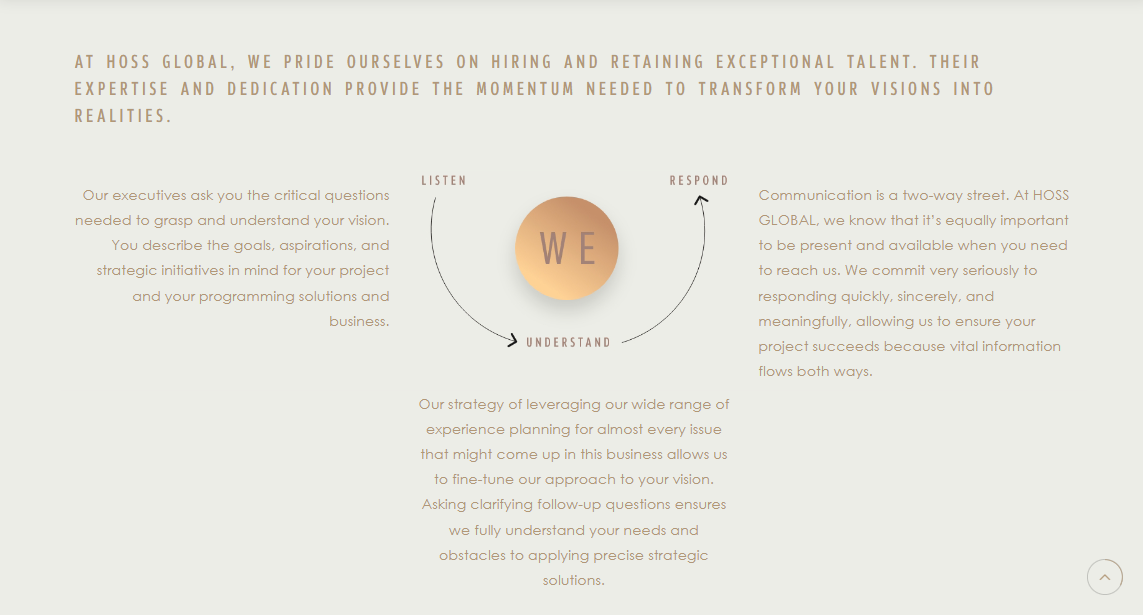 AT HOSS GLOBAL, WE PRIDE OURSELVES ON HIRING AND RETAINING EXCEPTIONAL TALENT. THEIR
EXPERTISE AND DEDICATION PROVIDE THE MOMENTUM NEEDED TO TRANSFORM YOUR VISIONS INTO
REALITIES.
Our executives ask you the critical questions
needed to grasp and understand your vision.
You describe the goals, aspirations, and
strategic initiatives in mind for your project
and your programming solutions and
business.
LISTEN
WE
UNDERSTAND
RESPOND
Our strategy of leveraging our wide range of
experience planning for almost every issue
that might come up in this business allows us
to fine-tune our approach to your vision.
Asking clarifying follow-up questions ensures
we fully understand your needs and
obstacles to applying precise strategic
solutions.
Communication is a two-way street. At HOSS
GLOBAL, we know that it’s equally important
to be present and available when you need
to reach us. We commit very seriously to
responding quickly, sincerely, and
meaningfully, allowing us to ensure your
project succeeds because vital information
flows both ways.